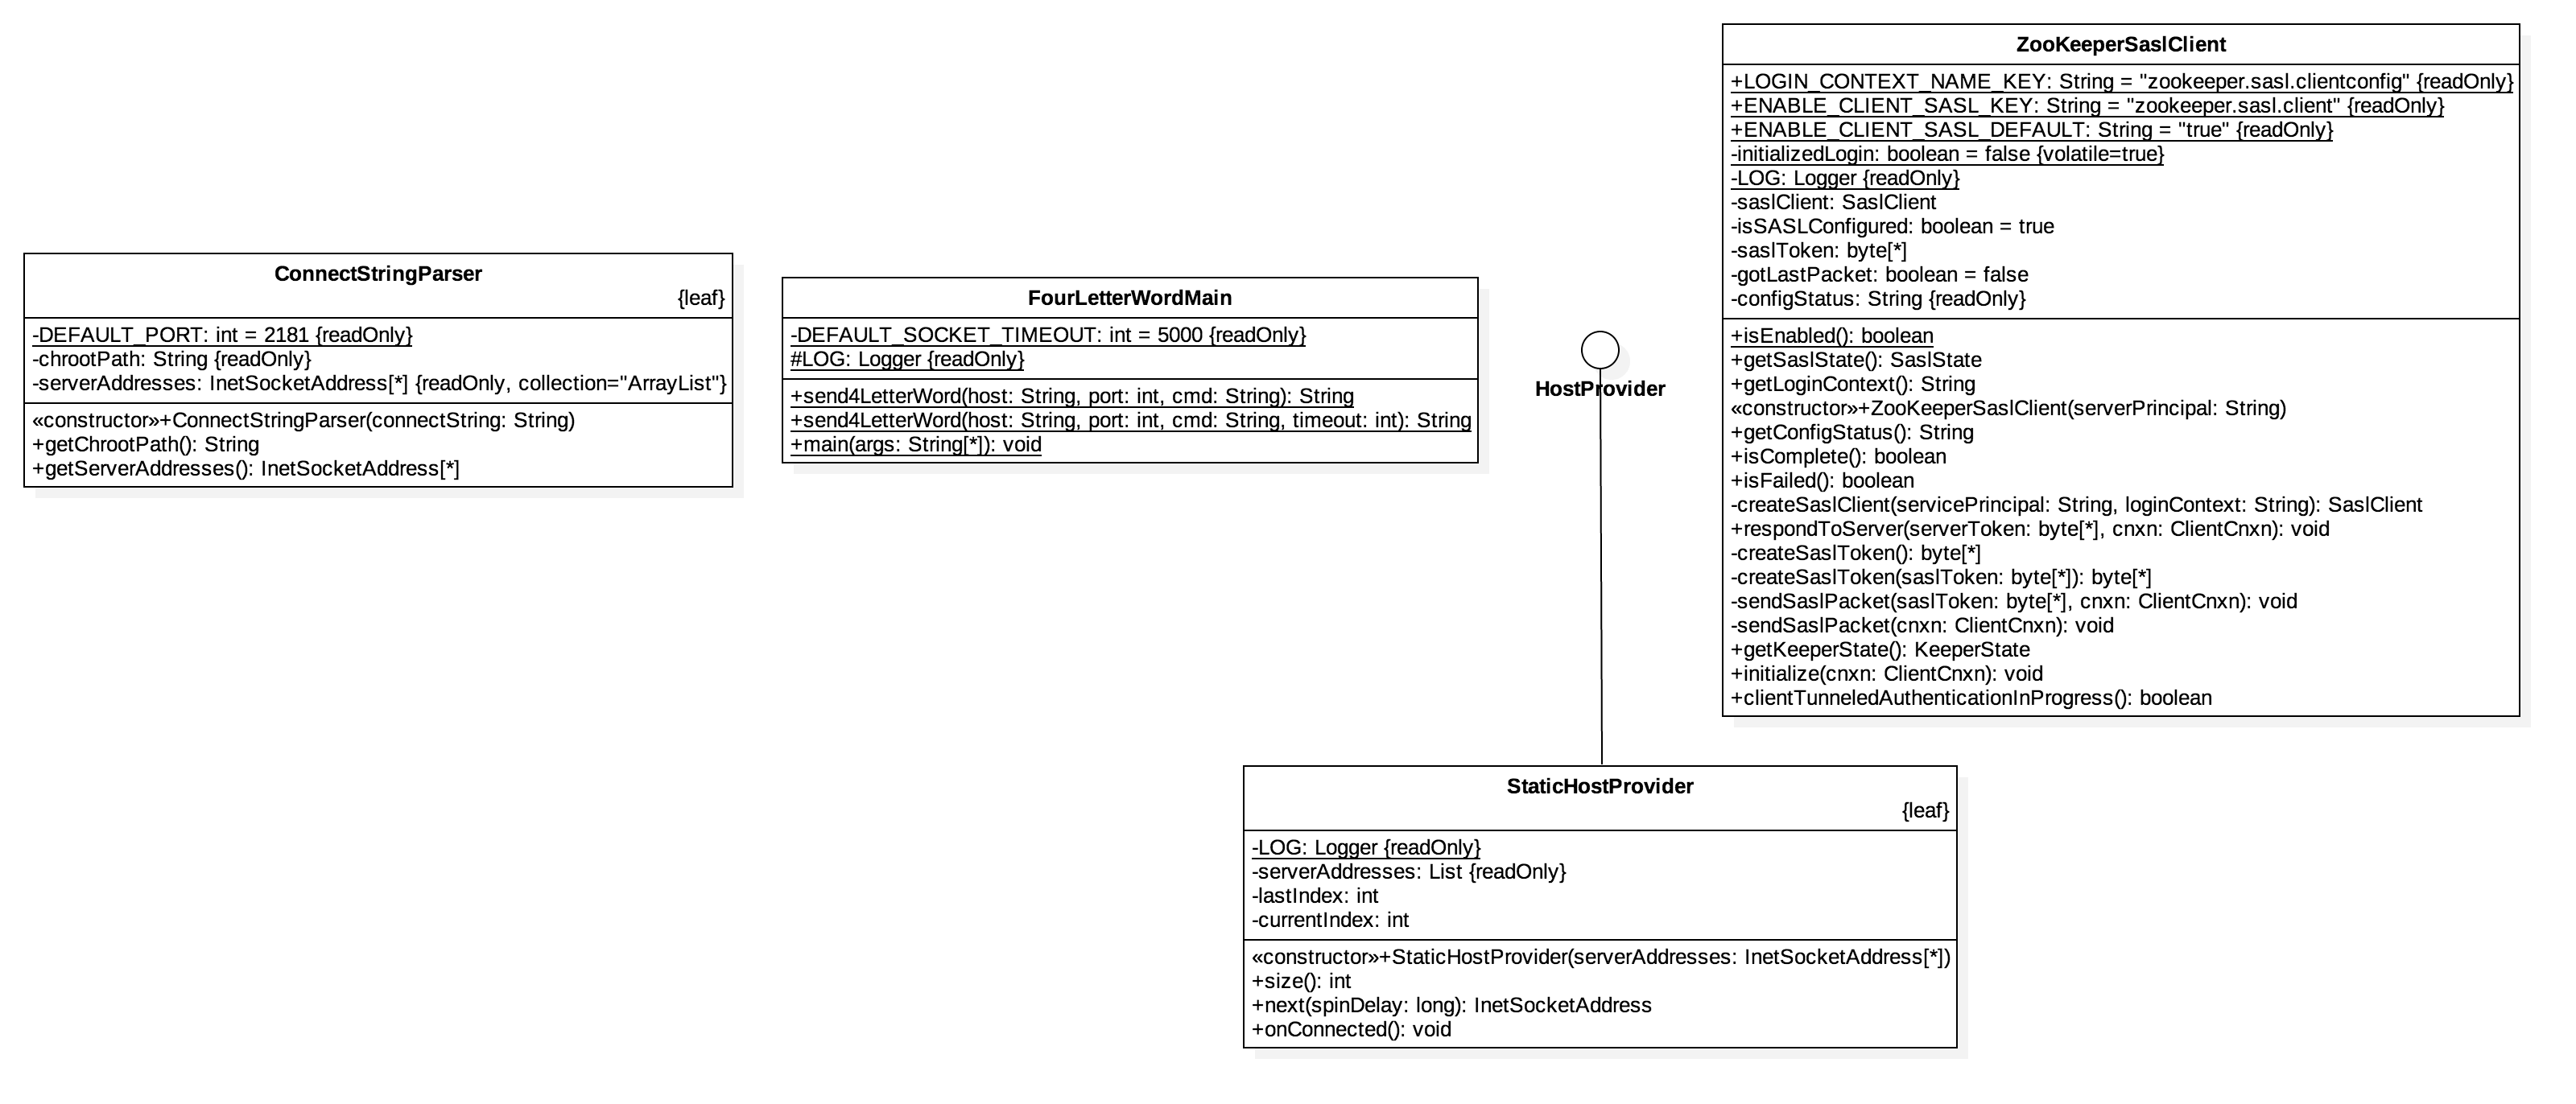 ConnectStringParser
{leaf}
-DEFAULT_PORT: int = 2181 {readOnly}
-chrootPath: String {readOnly}
-serverAddresses: InetSocketAddress[*] {readOnly, collection="ArrayList"}
«constructor»+ConnectStringParser(connectString: String)
+getChrootPath(): String
+getServerAddresses(): InetSocketAddress[*]
FourLetterWordMain
-DEFAULT_SOCKET_TIMEOUT: int = 5000 {readOnly}
#LOG: Logger {readOnly}
+send4LetterWord(host: String, port: int, cmd: String): String
+send4LetterWord(host: String, port: int, cmd: String, timeout: int): String
+main(args: String[*]): void
HostProvider
ZooKeeperSaslClient
+LOGIN_CONTEXT_NAME_KEY: String = "zookeeper.sasl.clientconfig" {readOnly}
+ENABLE_CLIENT_SASL_KEY: String = "zookeeper.sasl.client" {readOnly}
+ENABLE_CLIENT_SASL_DEFAULT: String = "true" {readOnly}
-initializedLogin: boolean = false {volatile=true}
-LOG: Logger {readOnly}
-saslClient: SaslClient
-isSASLConfigured: boolean = true
-saslToken: byte[*]
-gotLastPacket: boolean = false
-configStatus: String {readOnly}
+isEnabled(): boolean
+getSaslState(): SaslState
+getLoginContext(): String
«constructor»+ZooKeeperSaslClient(serverPrincipal: String)
+getConfigStatus(): String
+isComplete(): boolean
+isFailed(): boolean
-createSaslClient(servicePrincipal: String, loginContext: String): SaslClient
+respondToServer(serverToken: byte[*], cnxn: ClientCnxn): void
-createSaslToken(): byte[*]
-createSaslToken(saslToken: byte[*]): byte[*]
-sendSaslPacket(saslToken: byte[*], cnxn: ClientCnxn): void
-sendSaslPacket(cnxn: ClientCnxn): void
+getKeeperState(): KeeperState
+initialize(cnxn: ClientCnxn): void
+clientTunneledAuthenticationInProgress(): boolean
StaticHostProvider
{leaf}
-LOG: Logger {readOnly}
-serverAddresses: List {readOnly}
-lastIndex: int
-currentIndex: int
«constructor»+StaticHostProvider(serverAddresses: InetSocketAddress[*])
+size(): int
+next(spinDelay: long): InetSocketAddress
+onConnected(): void